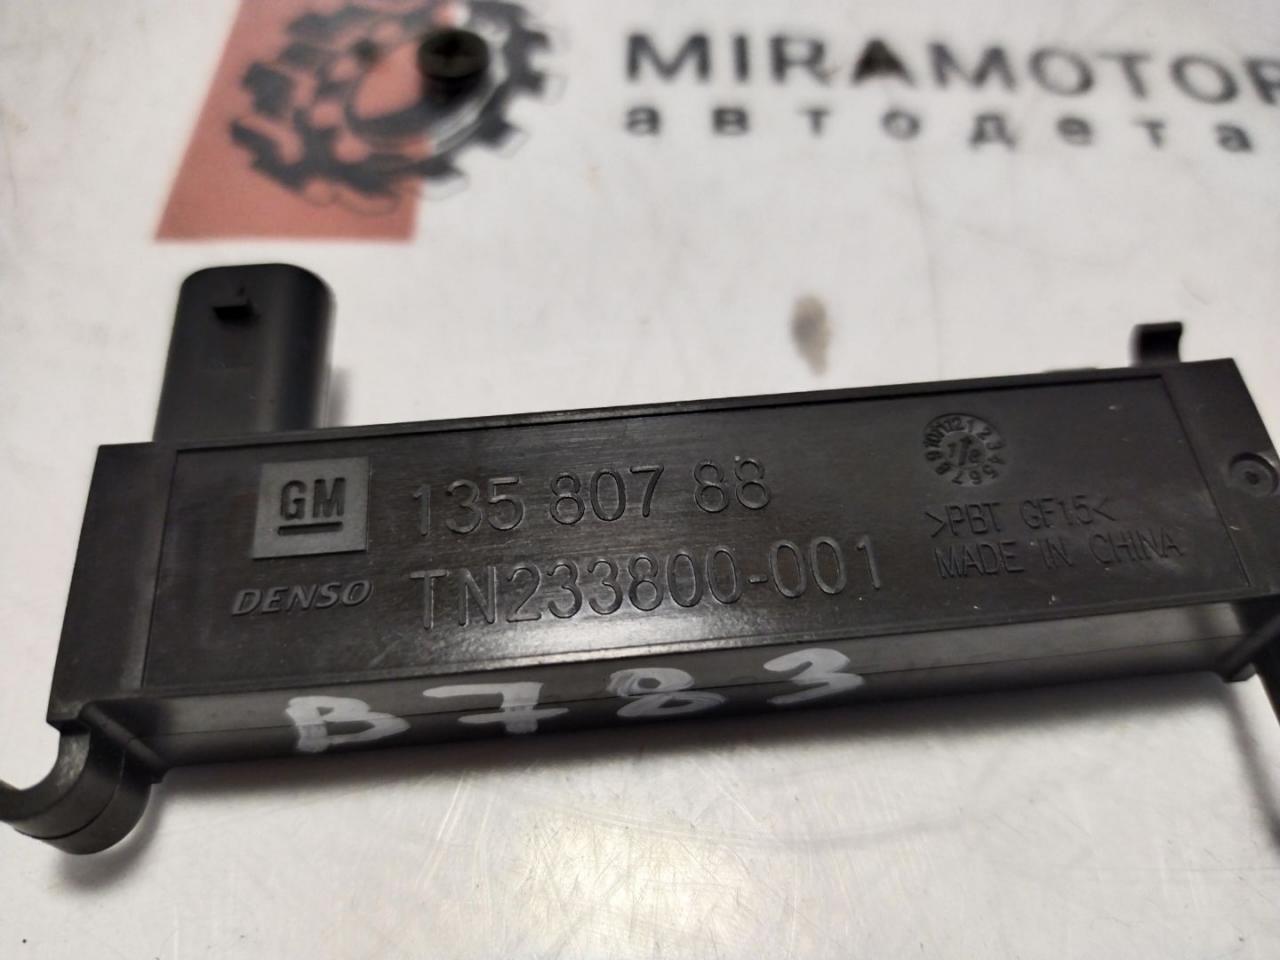 MIRAMOTOR
автодета
GM
135 807 88
DENSO
TN233800-001
>PBT GF15<
MADE IN CHINA
B783